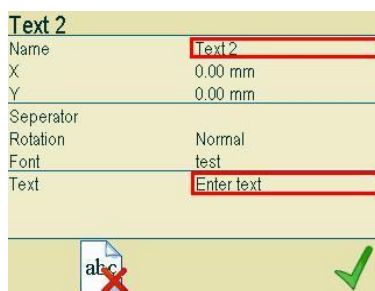 Text 2
Name Text 2
X 0.00 mm
Y 0.00 mm
Seperator
Rotation Normal
Font test
Text Enter text
abc